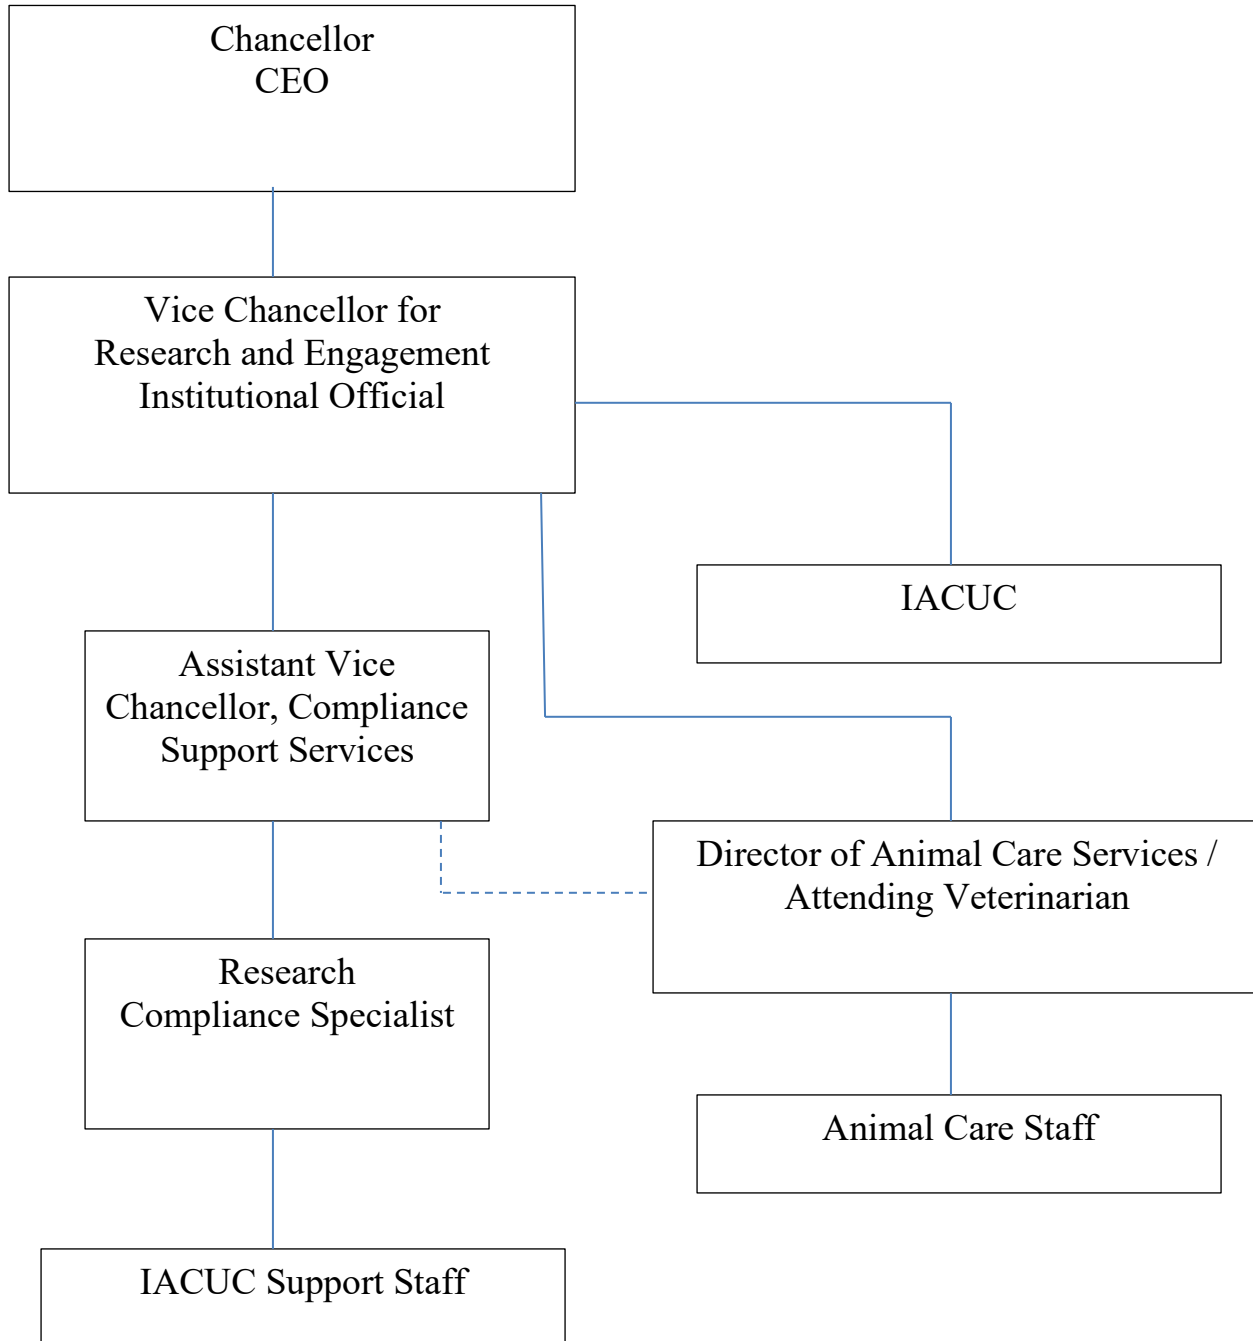 Chancellor
CEO
Vice Chancellor for
Research and Engagement
Institutional Official
IACUC
Assistant Vice
Chancellor, Compliance
Support Services
Director of Animal Care Services /
Attending Veterinarian
Research
Compliance Specialist
Animal Care Staff
IACUC Support Staff